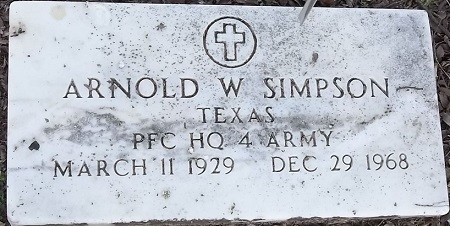 ARNOLD W SIMPSON
TEXAS
PFC HQ 4 ARMY
MARCH 11 1929 DEC 29 1968